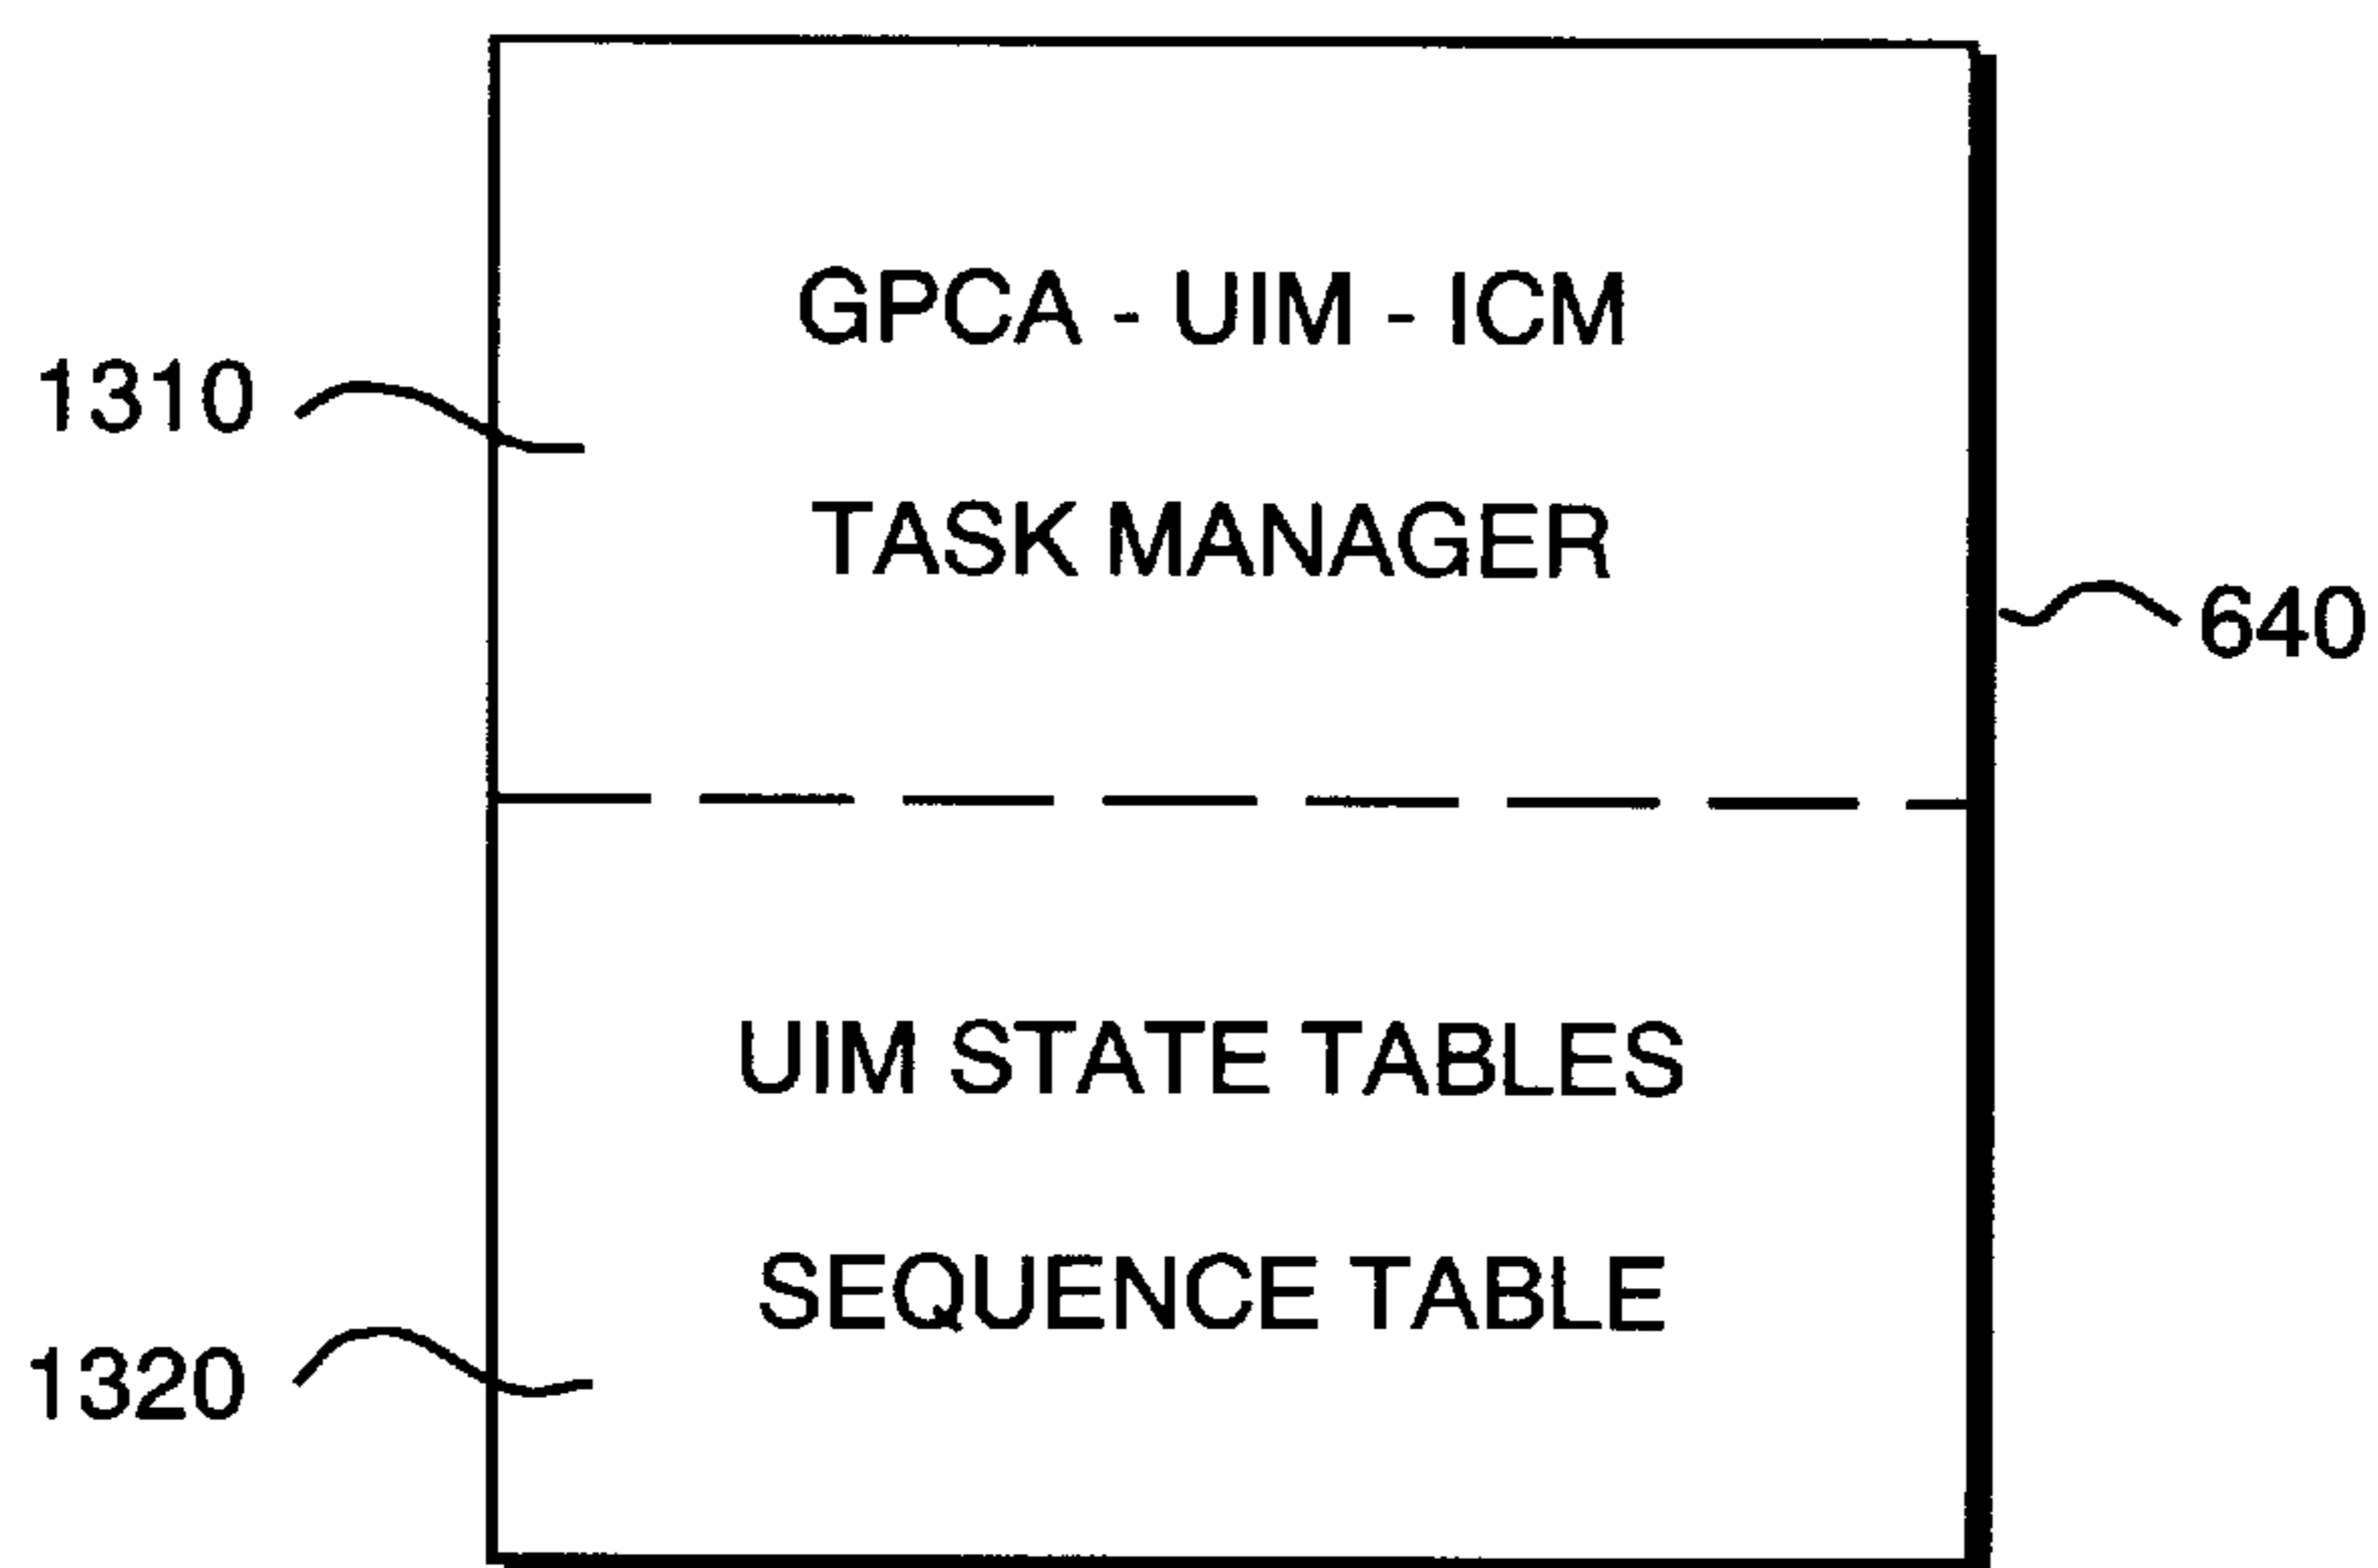 GPCA - UIM - ICM
1310
TASK MANAGER
640
UIM STATE TABLES
SEQUENCE TABLE
1320